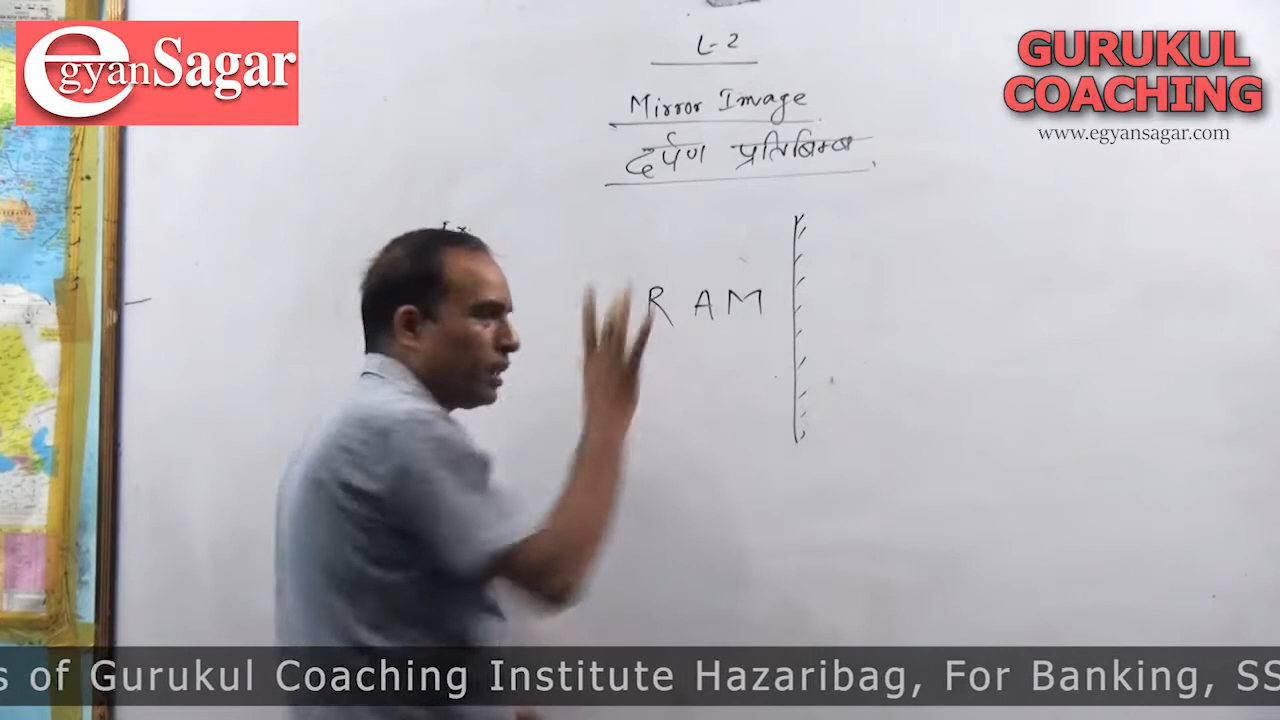 egyanSagar
GURUKUL
COACHING
www.egyansagar.com
L-2
Mirror Image
दर्पण प्रतिबिम्ब
Ex
R A M
s of Gurukul Coaching Institute Hazaribag, For Banking, SS